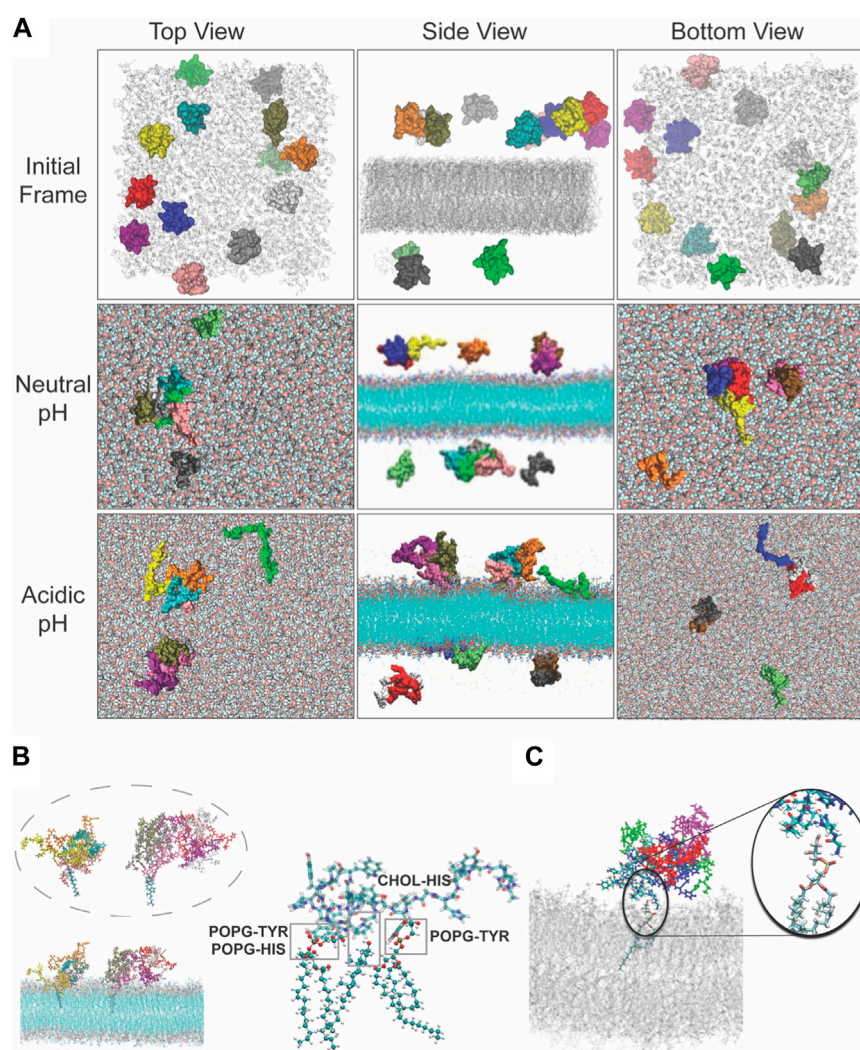 A
Top View
Side View
Bottom View
Initial
Frame
Neutral
pH
Acidic
pH
B
C
CHOL-HIS
POPG-TYR
POPG-HIS
POPG-TYR